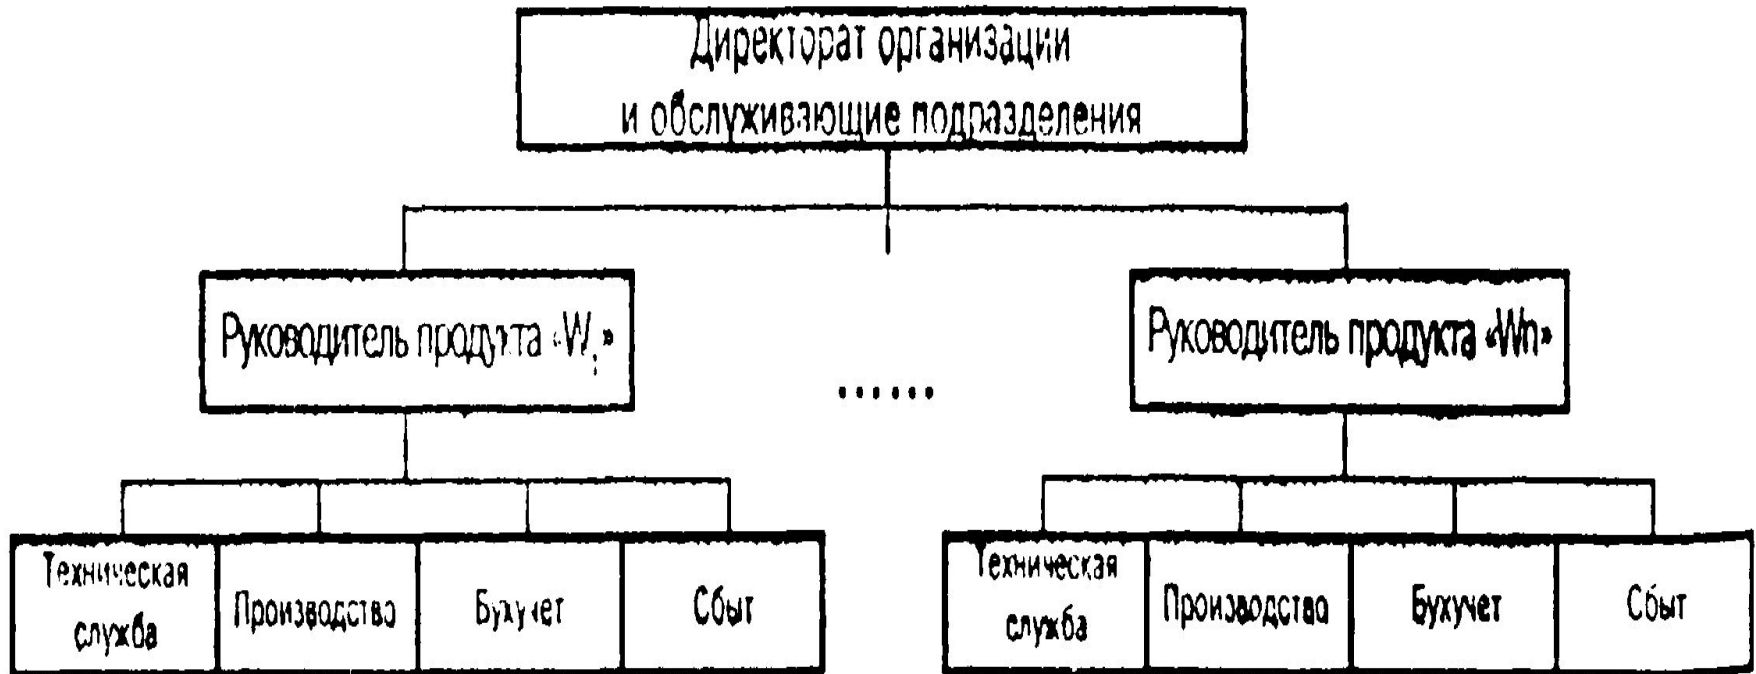 Директорат организации
и обслуживающие подразделения
Руководитель продукта «W₁»
Руководитель продукта «Wn»
......
Техническая
служба
Производство
Бухучет
Сбыт
Техническая
служба
Производство
Бухучет
Сбыт